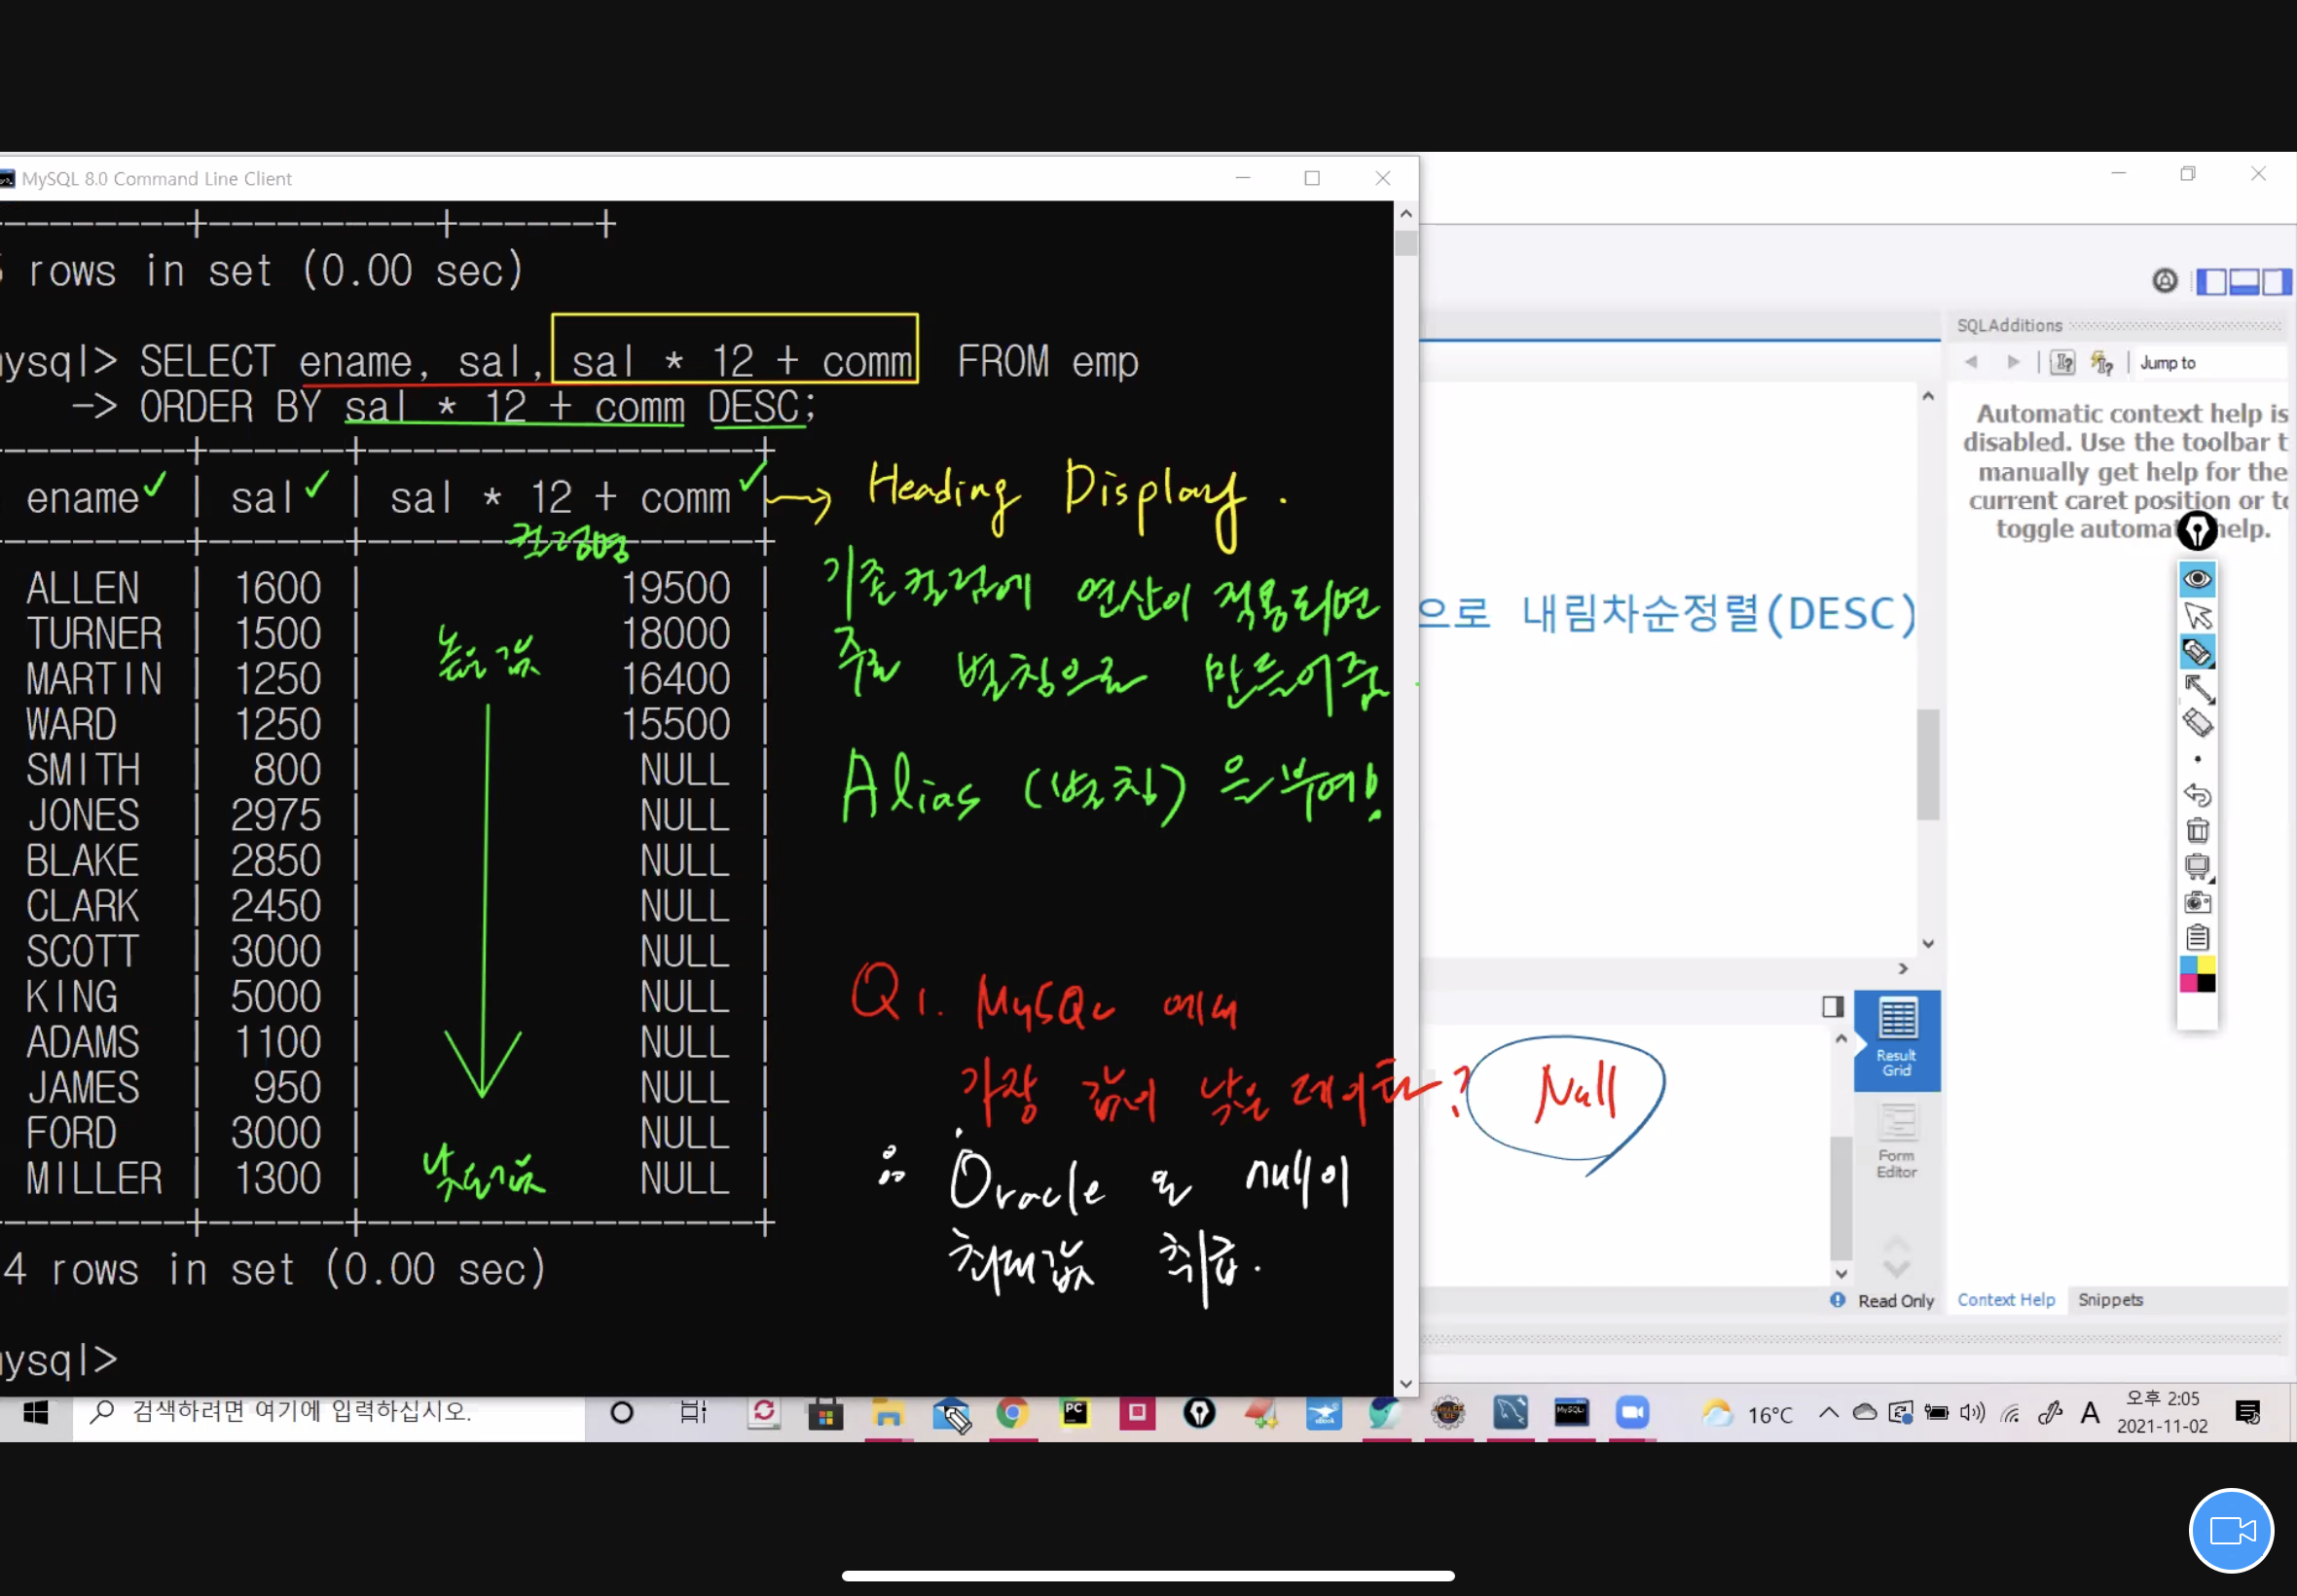 MySQL 8.0 Command Line Client
rows in set (0.00 sec)
mysql> SELECT ename, sal, sal * 12 + comm FROM emp
-> ORDER BY sal * 12 + comm DESC;
ename | sal | sal * 12 + comm |
→ Heading Display.
컬럼명
ALLEN | 1600 | 19500 |
TURNER | 1500 | 18000 |
MARTIN | 1250 | 16400 |
WARD | 1250 | 15500 |
SMITH | 800 | NULL |
JONES | 2975 | NULL |
BLAKE | 2850 | NULL |
CLARK | 2450 | NULL |
SCOTT | 3000 | NULL |
KING | 5000 | NULL |
ADAMS | 1100 | NULL |
JAMES | 950 | NULL |
FORD | 3000 | NULL |
MILLER | 1300 | NULL |
높은 값
낮은 값
4 rows in set (0.00 sec)
mysql>
기존컬럼에 연산이 적용되면
주로 별칭으로 만들어줌
Alias (별칭) 을 부여!
Q1. MySQL 에서
가장 값이 낮은 데이터? Null
Oracle 은 null이
최대값 취급.
으로 내림차순정렬(DESC)
SQLAdditions
Jump to
Automatic context help is
disabled. Use the toolbar t
manually get help for the
current caret position or to
toggle automat help.
Result
Grid
Form
Editor
Read Only
Context Help
Snippets
검색하려면 여기에 입력하십시오.
PC
eBook
MySQL
16°C
A
오후 2:05
2021-11-02